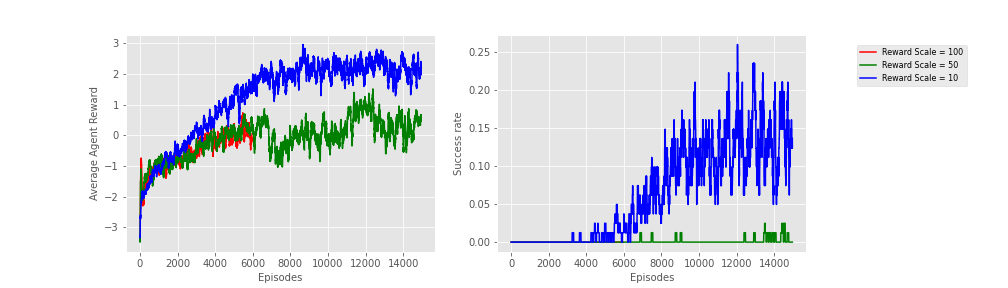 3
2
1
0
−1
−2
−3
Average Agent Reward
0 2000 4000 6000 8000 10000 12000 14000
Episodes
0.25
0.20
0.15
0.10
0.05
0.00
Success rate
0 2000 4000 6000 8000 10000 12000 14000
Episodes
Reward Scale = 100
Reward Scale = 50
Reward Scale = 10